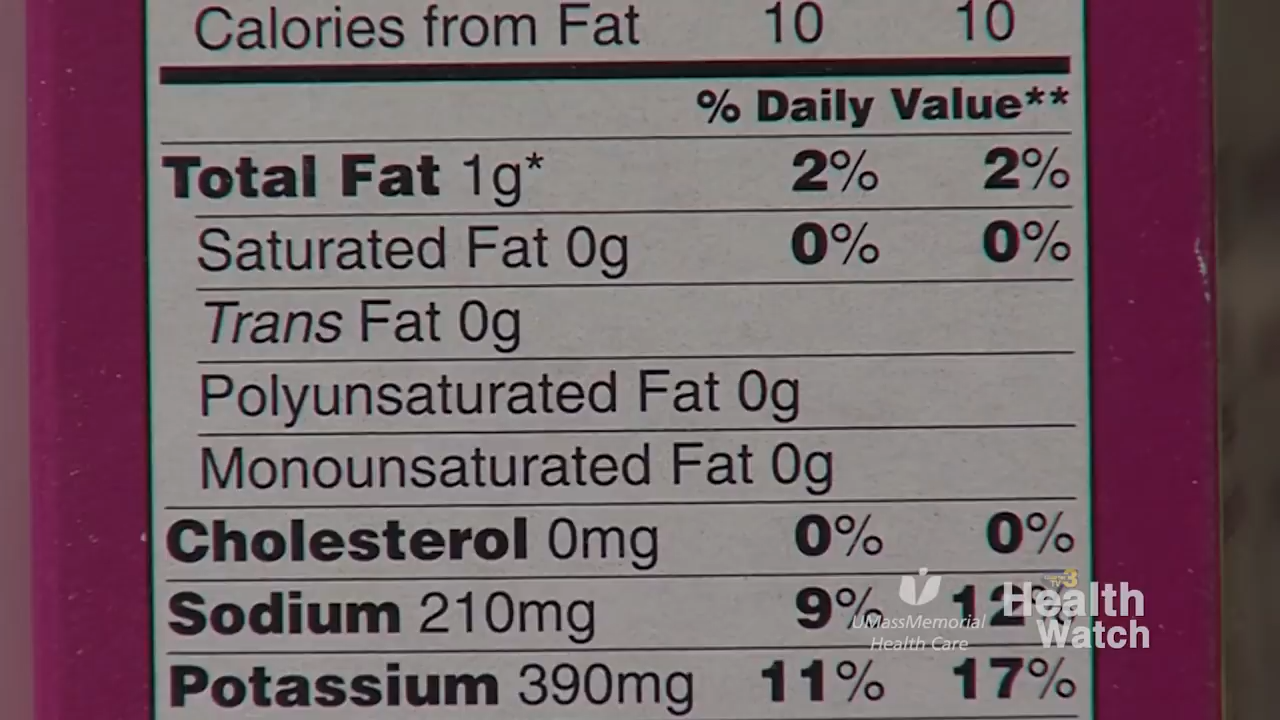 Calories from Fat 10 10
% Daily Value**
Total Fat 1g* 2% 2%
Saturated Fat 0g 0% 0%
Trans Fat 0g
Polyunsaturated Fat 0g
Monounsaturated Fat 0g
Cholesterol 0mg 0% 0%
Sodium 210mg 9% 12%
Potassium 390mg 11% 17%
UMassMemorial
Health Care
TV3
Health
Watch